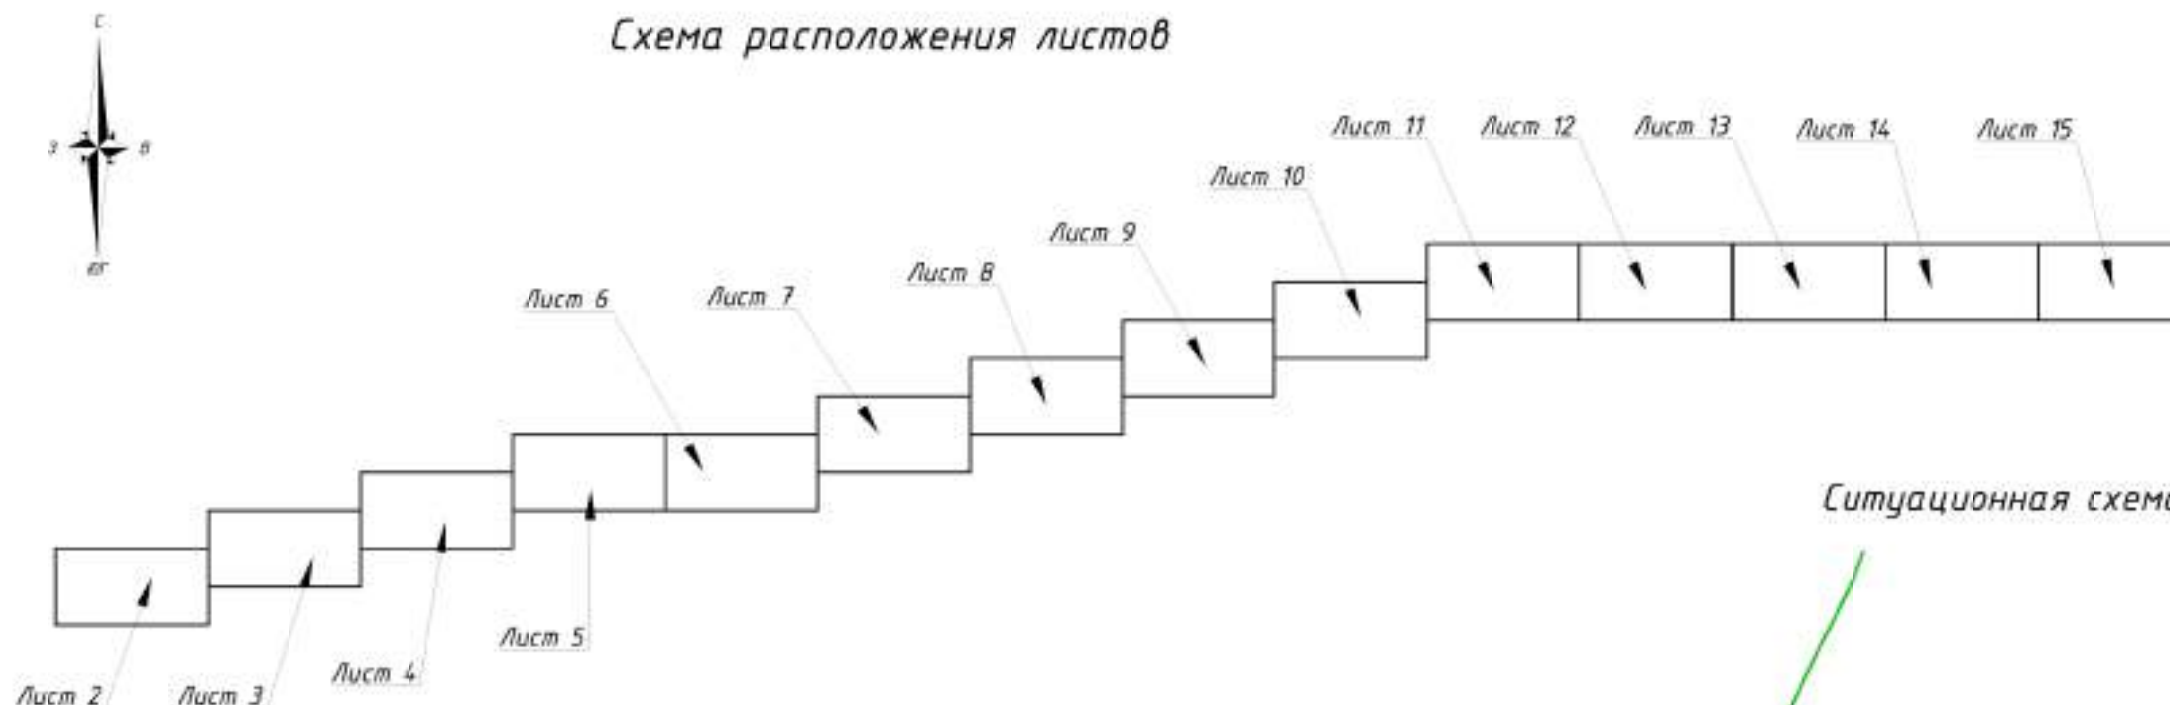 С
Схема расположения листов
Лист 11
Лист 12
Лист 13
Лист 14
Лист 15
З
В
Лист 10
Лист 9
Лист 8
Ю
Лист 6
Лист 7
Ситуационная
Лист 5
Лист 4
Лист 2
Лист 3